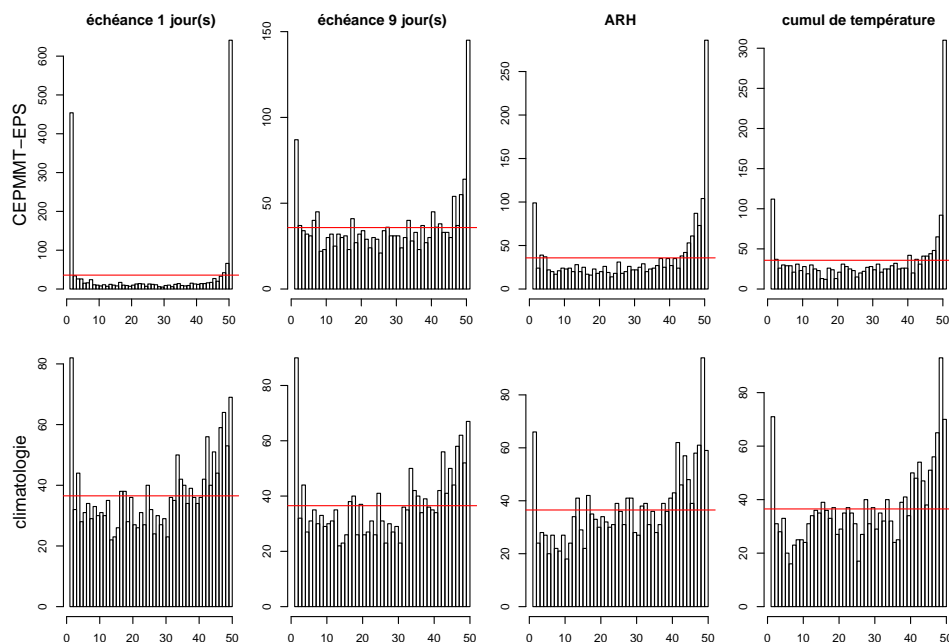 échéance 1 jour(s)
échéance 9 jour(s)
ARH
cumul de température
CEPMMT−EPS
0 100 200 300 400 500 600
0 50 100 150
0 50 100 150 200 250
0 50 100 150 200 250 300
0 10 20 30 40 50
0 10 20 30 40 50
0 10 20 30 40 50
0 10 20 30 40 50
climatologie
0 20 40 60 80
0 20 40 60 80
0 20 40 60 80
0 20 40 60 80
0 10 20 30 40 50
0 10 20 30 40 50
0 10 20 30 40 50
0 10 20 30 40 50